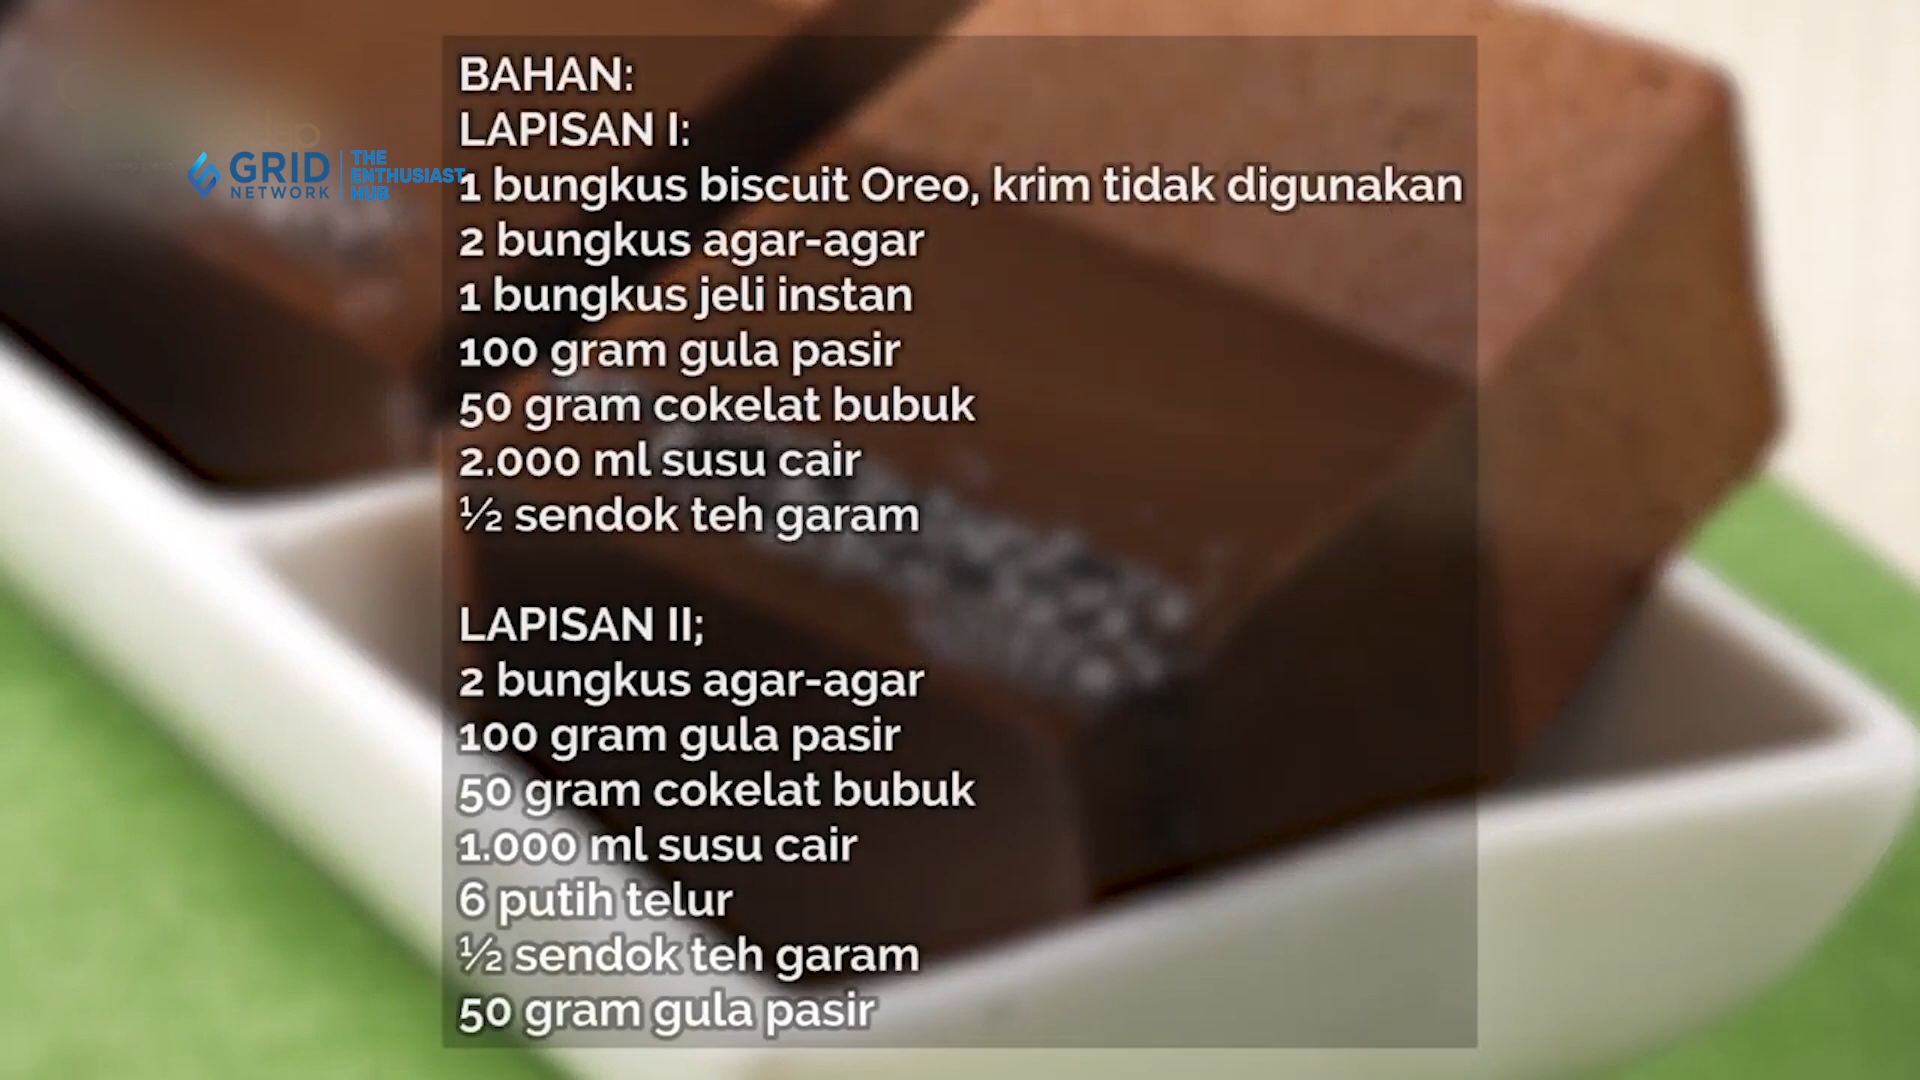 BAHAN:
LAPISAN I:
GRID
NETWORK
THE
ENTHUSIAST
HUB
1 bungkus biscuit Oreo, krim tidak digunakan
2 bungkus agar-agar
1 bungkus jeli instan
100 gram gula pasir
50 gram cokelat bubuk
2.000 ml susu cair
½ sendok teh garam
LAPISAN II;
2 bungkus agar-agar
100 gram gula pasir
50 gram cokelat bubuk
1.000 ml susu cair
6 putih telur
½ sendok teh garam
50 gram gula pasir